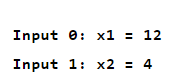 Input 0: x1 = 12
Input 1: x2 = 4